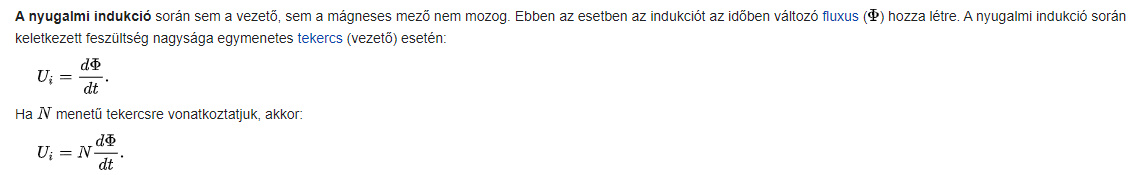 A nyugalmi indukció során sem a vezető, sem a mágneses mező nem mozog. Ebben az esetben az indukciót az időben változó fluxus (Φ) hozza létre. A nyugalmi indukció során
keletkezett feszültség nagysága egymenetes tekercs (vezető) esetén:
U_i = dΦ/dt.
Ha N menetű tekercsre vonatkoztatjuk, akkor:
U_i = N dΦ/dt.